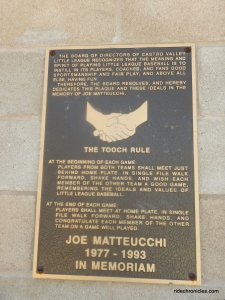 THE BOARD OF DIRECTORS OF CASTRO VALLEY
LITTLE LEAGUE RECOGNIZES THAT THE MEANING AND
SPIRIT OF PLAYING LITTLE LEAGUE BASEBALL IS TO
INSTILL IN ITS PLAYERS, COACHES, AND FANS GOOD
SPORTSMANSHIP AND FAIR PLAY, AND ABOVE ALL
ELSE, HAVING FUN.
THEREFORE, THE BOARD RESOLVES, AND HEREBY
DEDICATES THIS PLAQUE AND THESE IDEALS IN THE
MEMORY OF JOE MATTEUCCHI.
THE TOOCH RULE
AT THE BEGINNING OF EACH GAME:
PLAYERS FROM BOTH TEAMS SHALL MEET JUST
BEHIND HOME PLATE, IN SINGLE FILE WALK
FORWARD, SHAKE HANDS, AND WISH EACH
MEMBER OF THE OTHER TEAM A GOOD GAME,
REMEMBERING THE IDEALS AND VALUES OF
LITTLE LEAGUE BASEBALL.
AT THE END OF EACH GAME:
PLAYERS SHALL MEET AT HOME PLATE, IN SINGLE
FILE WALK FORWARD, SHAKE HANDS, AND
CONGRATULATE EACH MEMBER OF THE OTHER
TEAM ON A GAME WELL PLAYED.
JOE MATTEUCCHI
1977 - 1993
IN MEMORIAM
ridechronicles.com